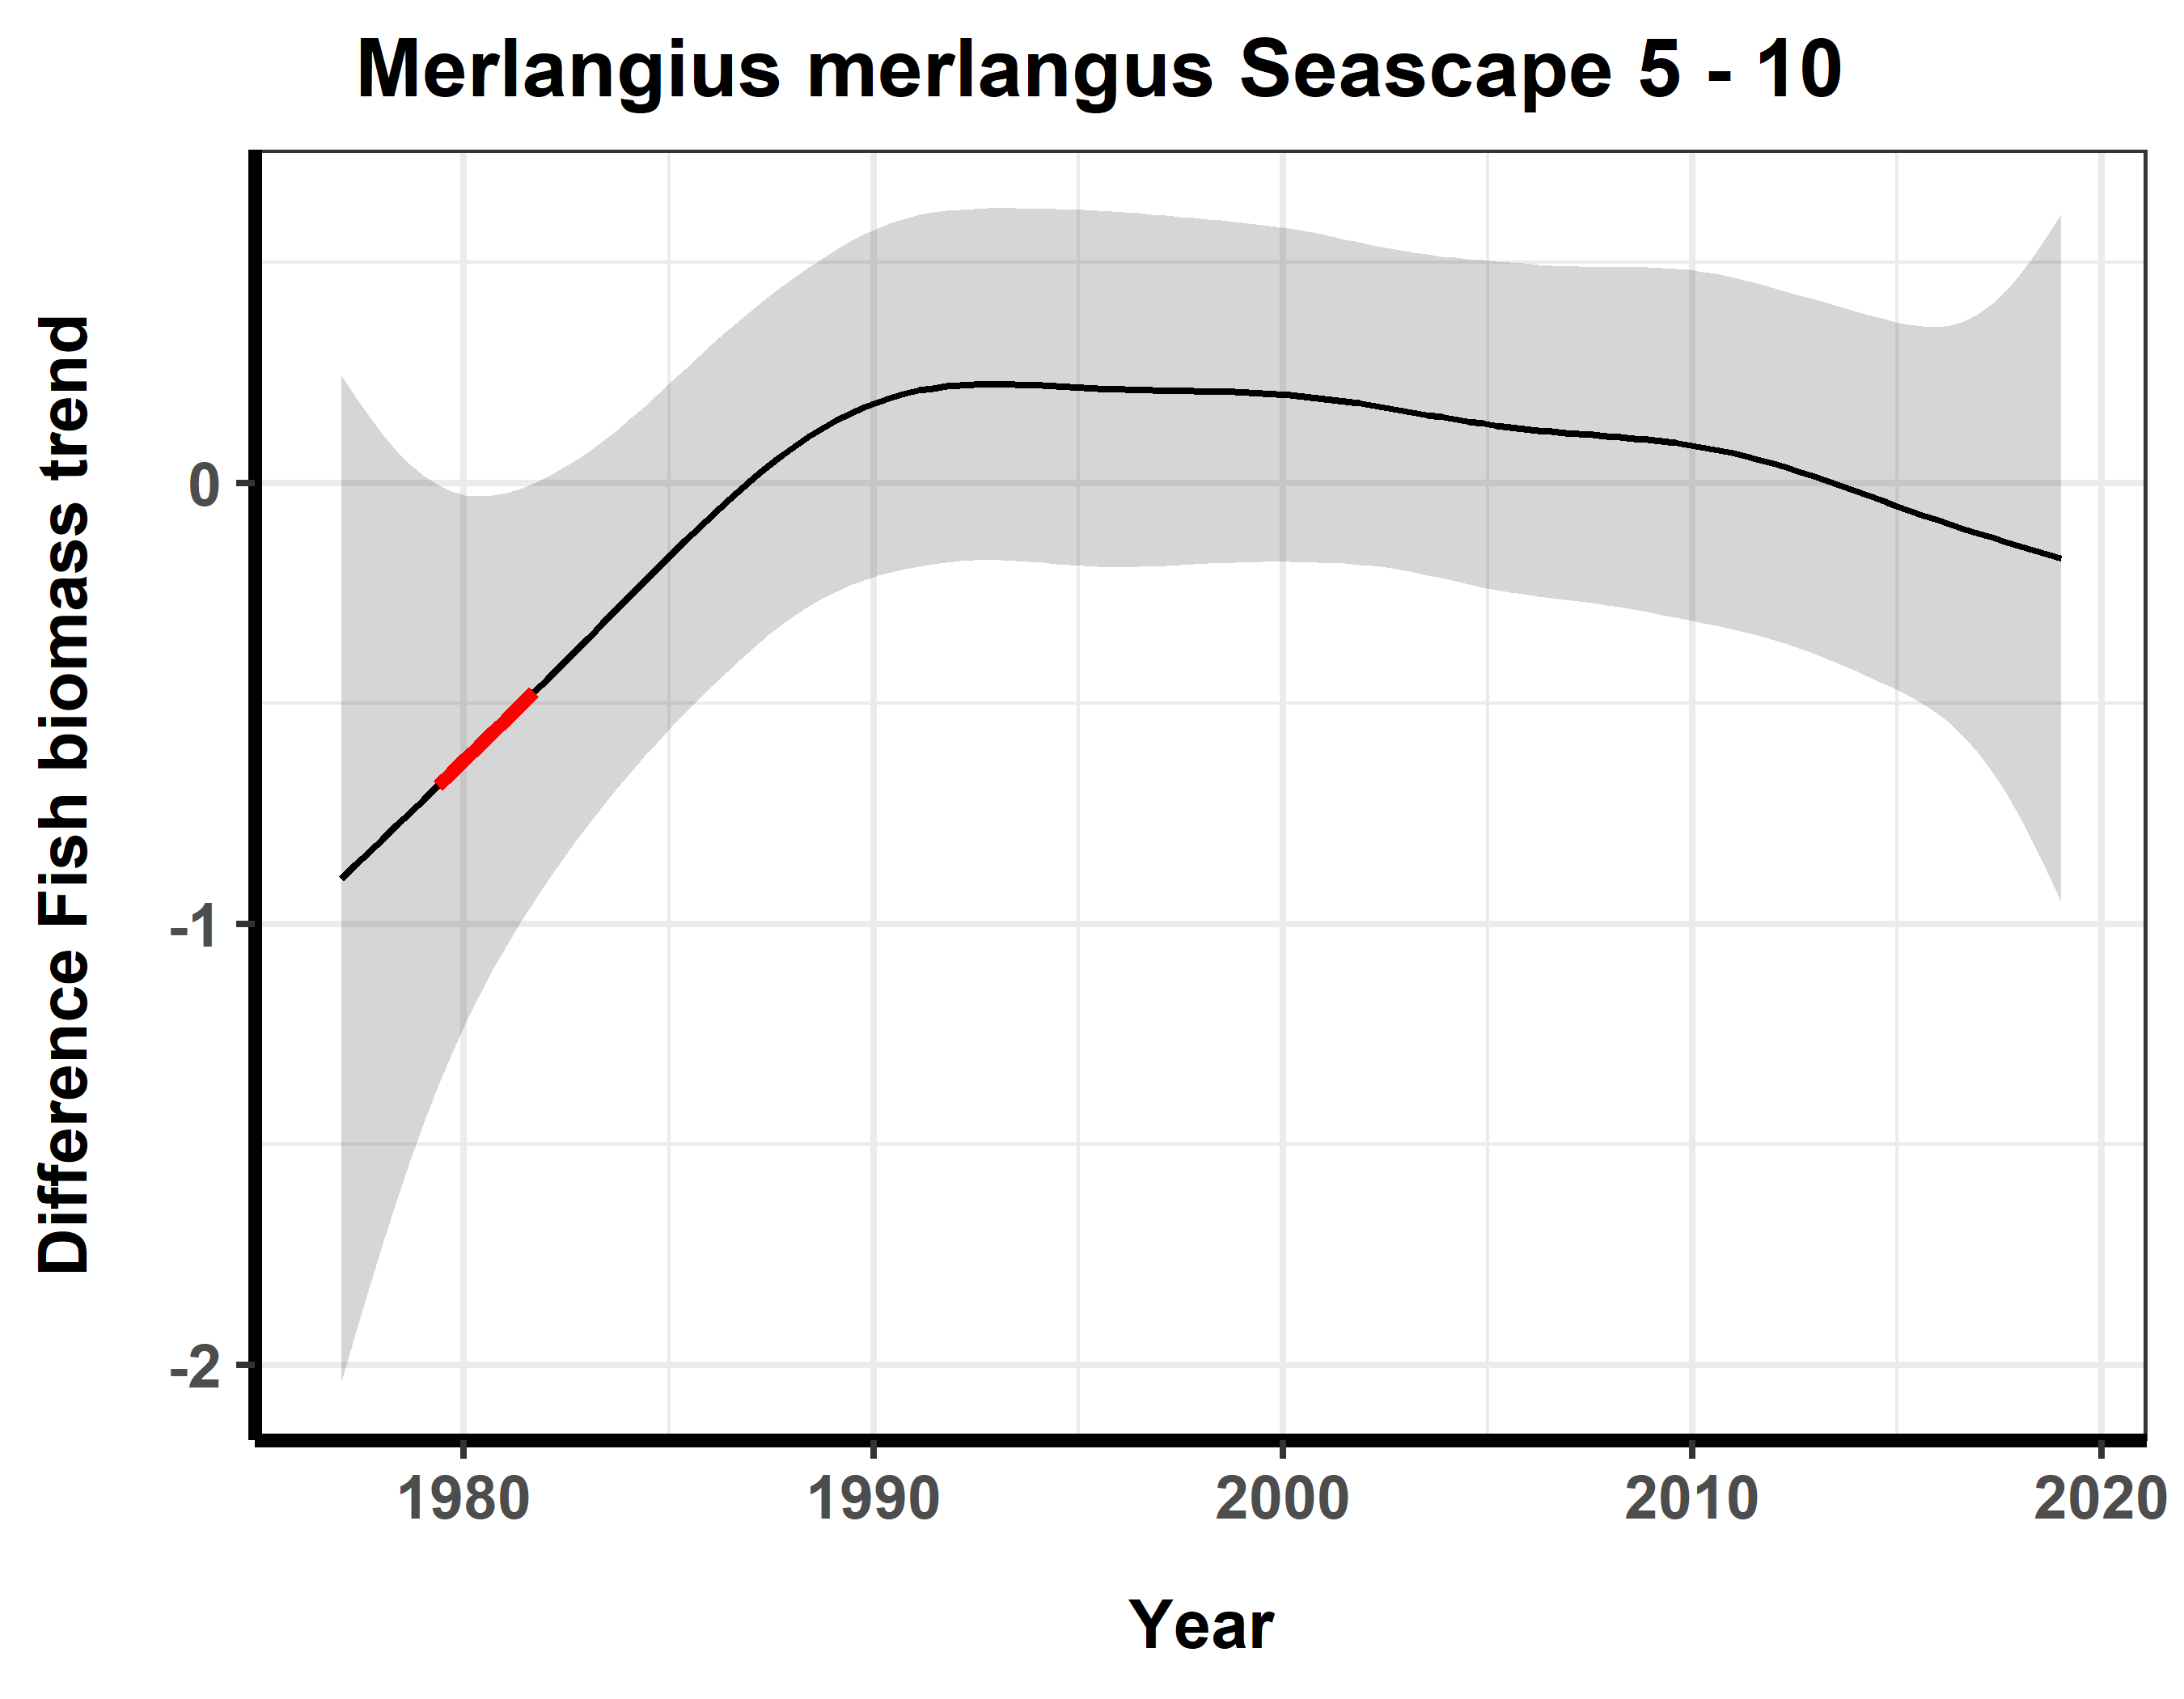 Merlangius merlangus Seascape 5 - 10
Difference Fish biomass trend
0
-1
-2
1980 1990 2000 2010 2020
Year